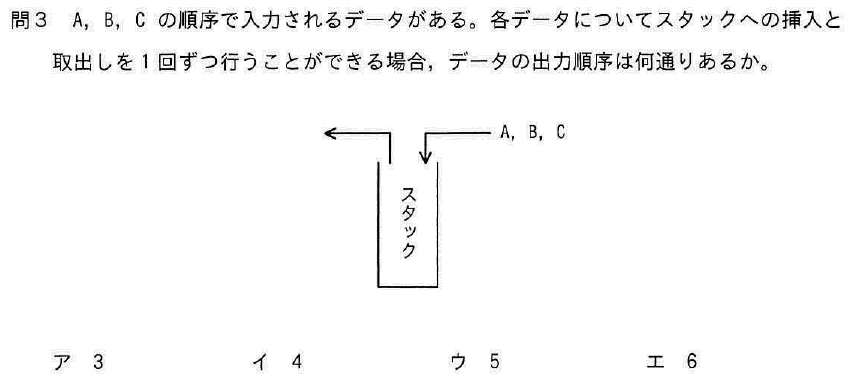 問3 A, B, C の順序で入力されるデータがある。各データについてスタックへの挿入と
取出しを1回ずつ行うことができる場合,データの出力順序は何通りあるか。
A, B, C
スタック
ア 3 イ 4 ウ 5 エ 6